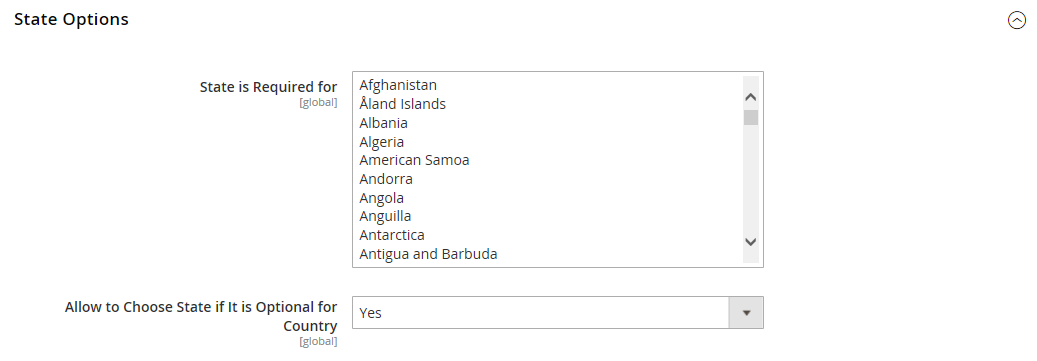 State Options
State is Required for
[global]
Afghanistan
Åland Islands
Albania
Algeria
American Samoa
Andorra
Angola
Anguilla
Antarctica
Antigua and Barbuda
Allow to Choose State if It is Optional for
Country
[global]
Yes